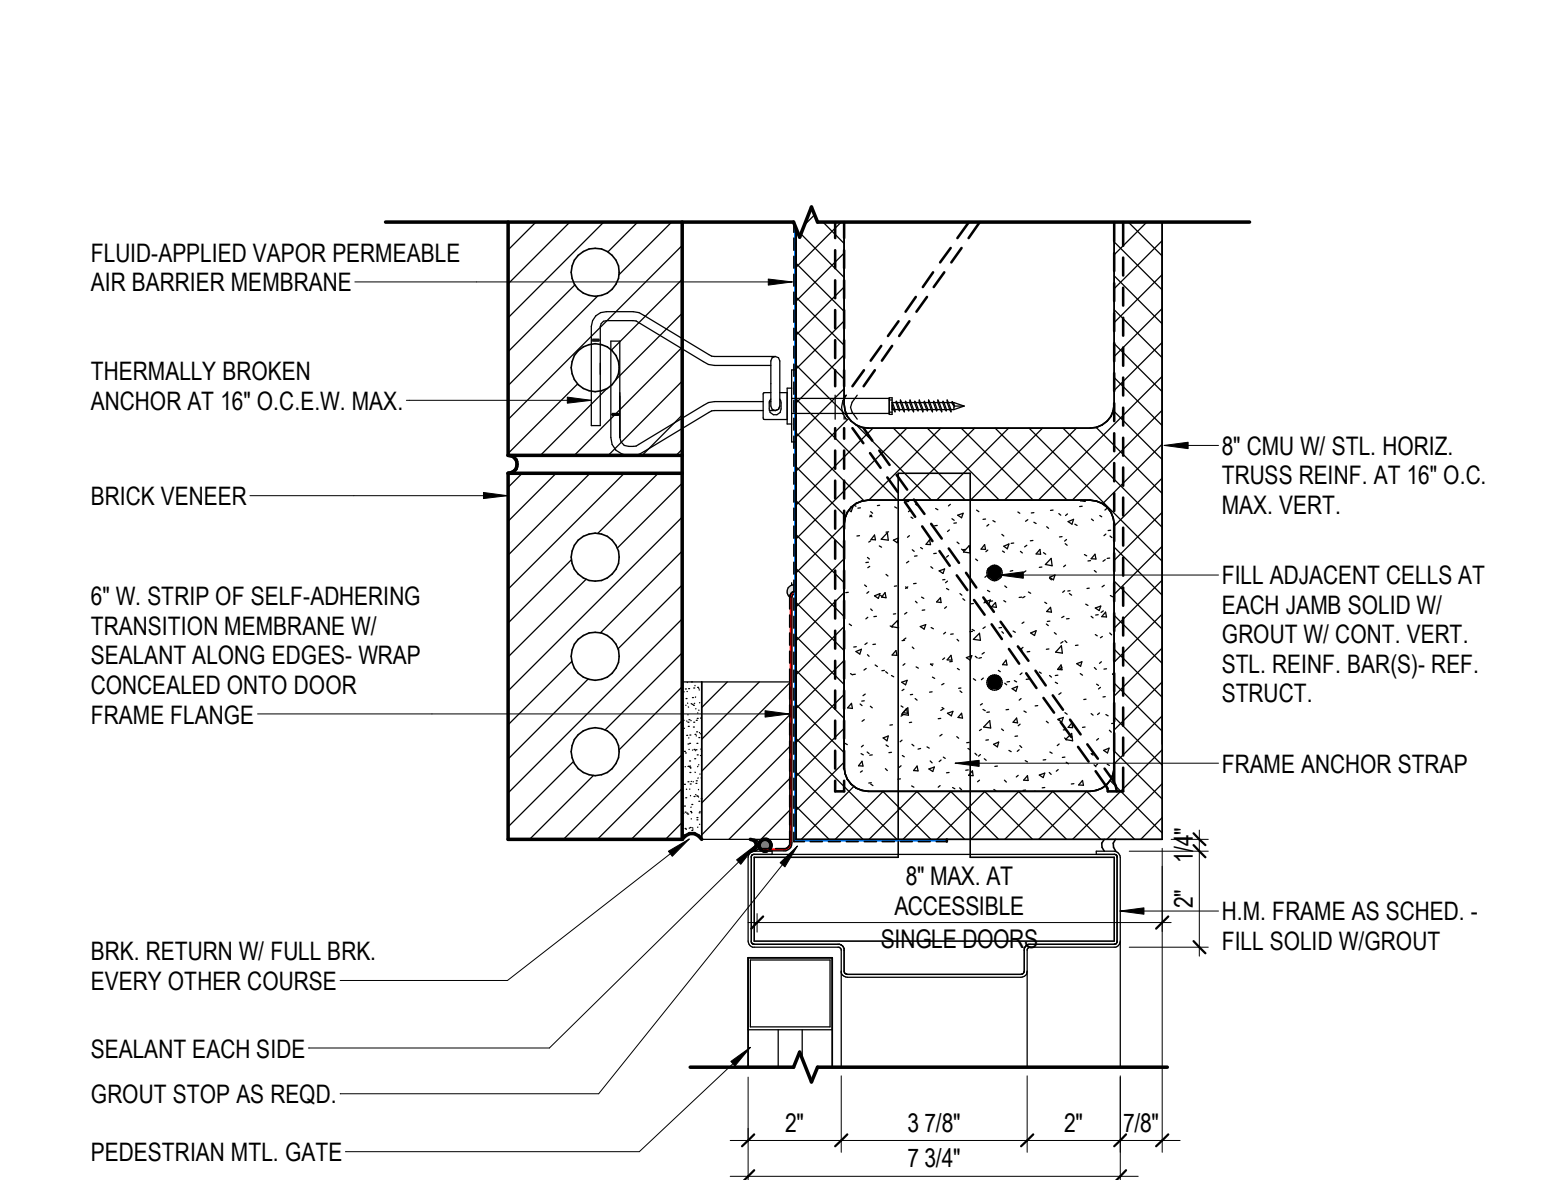 FLUID-APPLIED VAPOR PERMEABLE
AIR BARRIER MEMBRANE
THERMALLY BROKEN
ANCHOR AT 16" O.C.E.W. MAX.
BRICK VENEER
6" W. STRIP OF SELF-ADHERING
TRANSITION MEMBRANE W/
SEALANT ALONG EDGES- WRAP
CONCEALED ONTO DOOR
FRAME FLANGE
BRK. RETURN W/ FULL BRK.
EVERY OTHER COURSE
SEALANT EACH SIDE
GROUT STOP AS REQD.
PEDESTRIAN MTL. GATE
8" CMU W/ STL. HORIZ.
TRUSS REINF. AT 16" O.C.
MAX. VERT.
FILL ADJACENT CELLS AT
EACH JAMB SOLID W/
GROUT W/ CONT. VERT.
STL. REINF. BAR(S)- REF.
STRUCT.
FRAME ANCHOR STRAP
H.M. FRAME AS SCHED. -
FILL SOLID W/GROUT
8" MAX. AT
ACCESSIBLE
SINGLE DOORS
1/4"
2"
2"
3 7/8"
2"
7/8"
7 3/4"